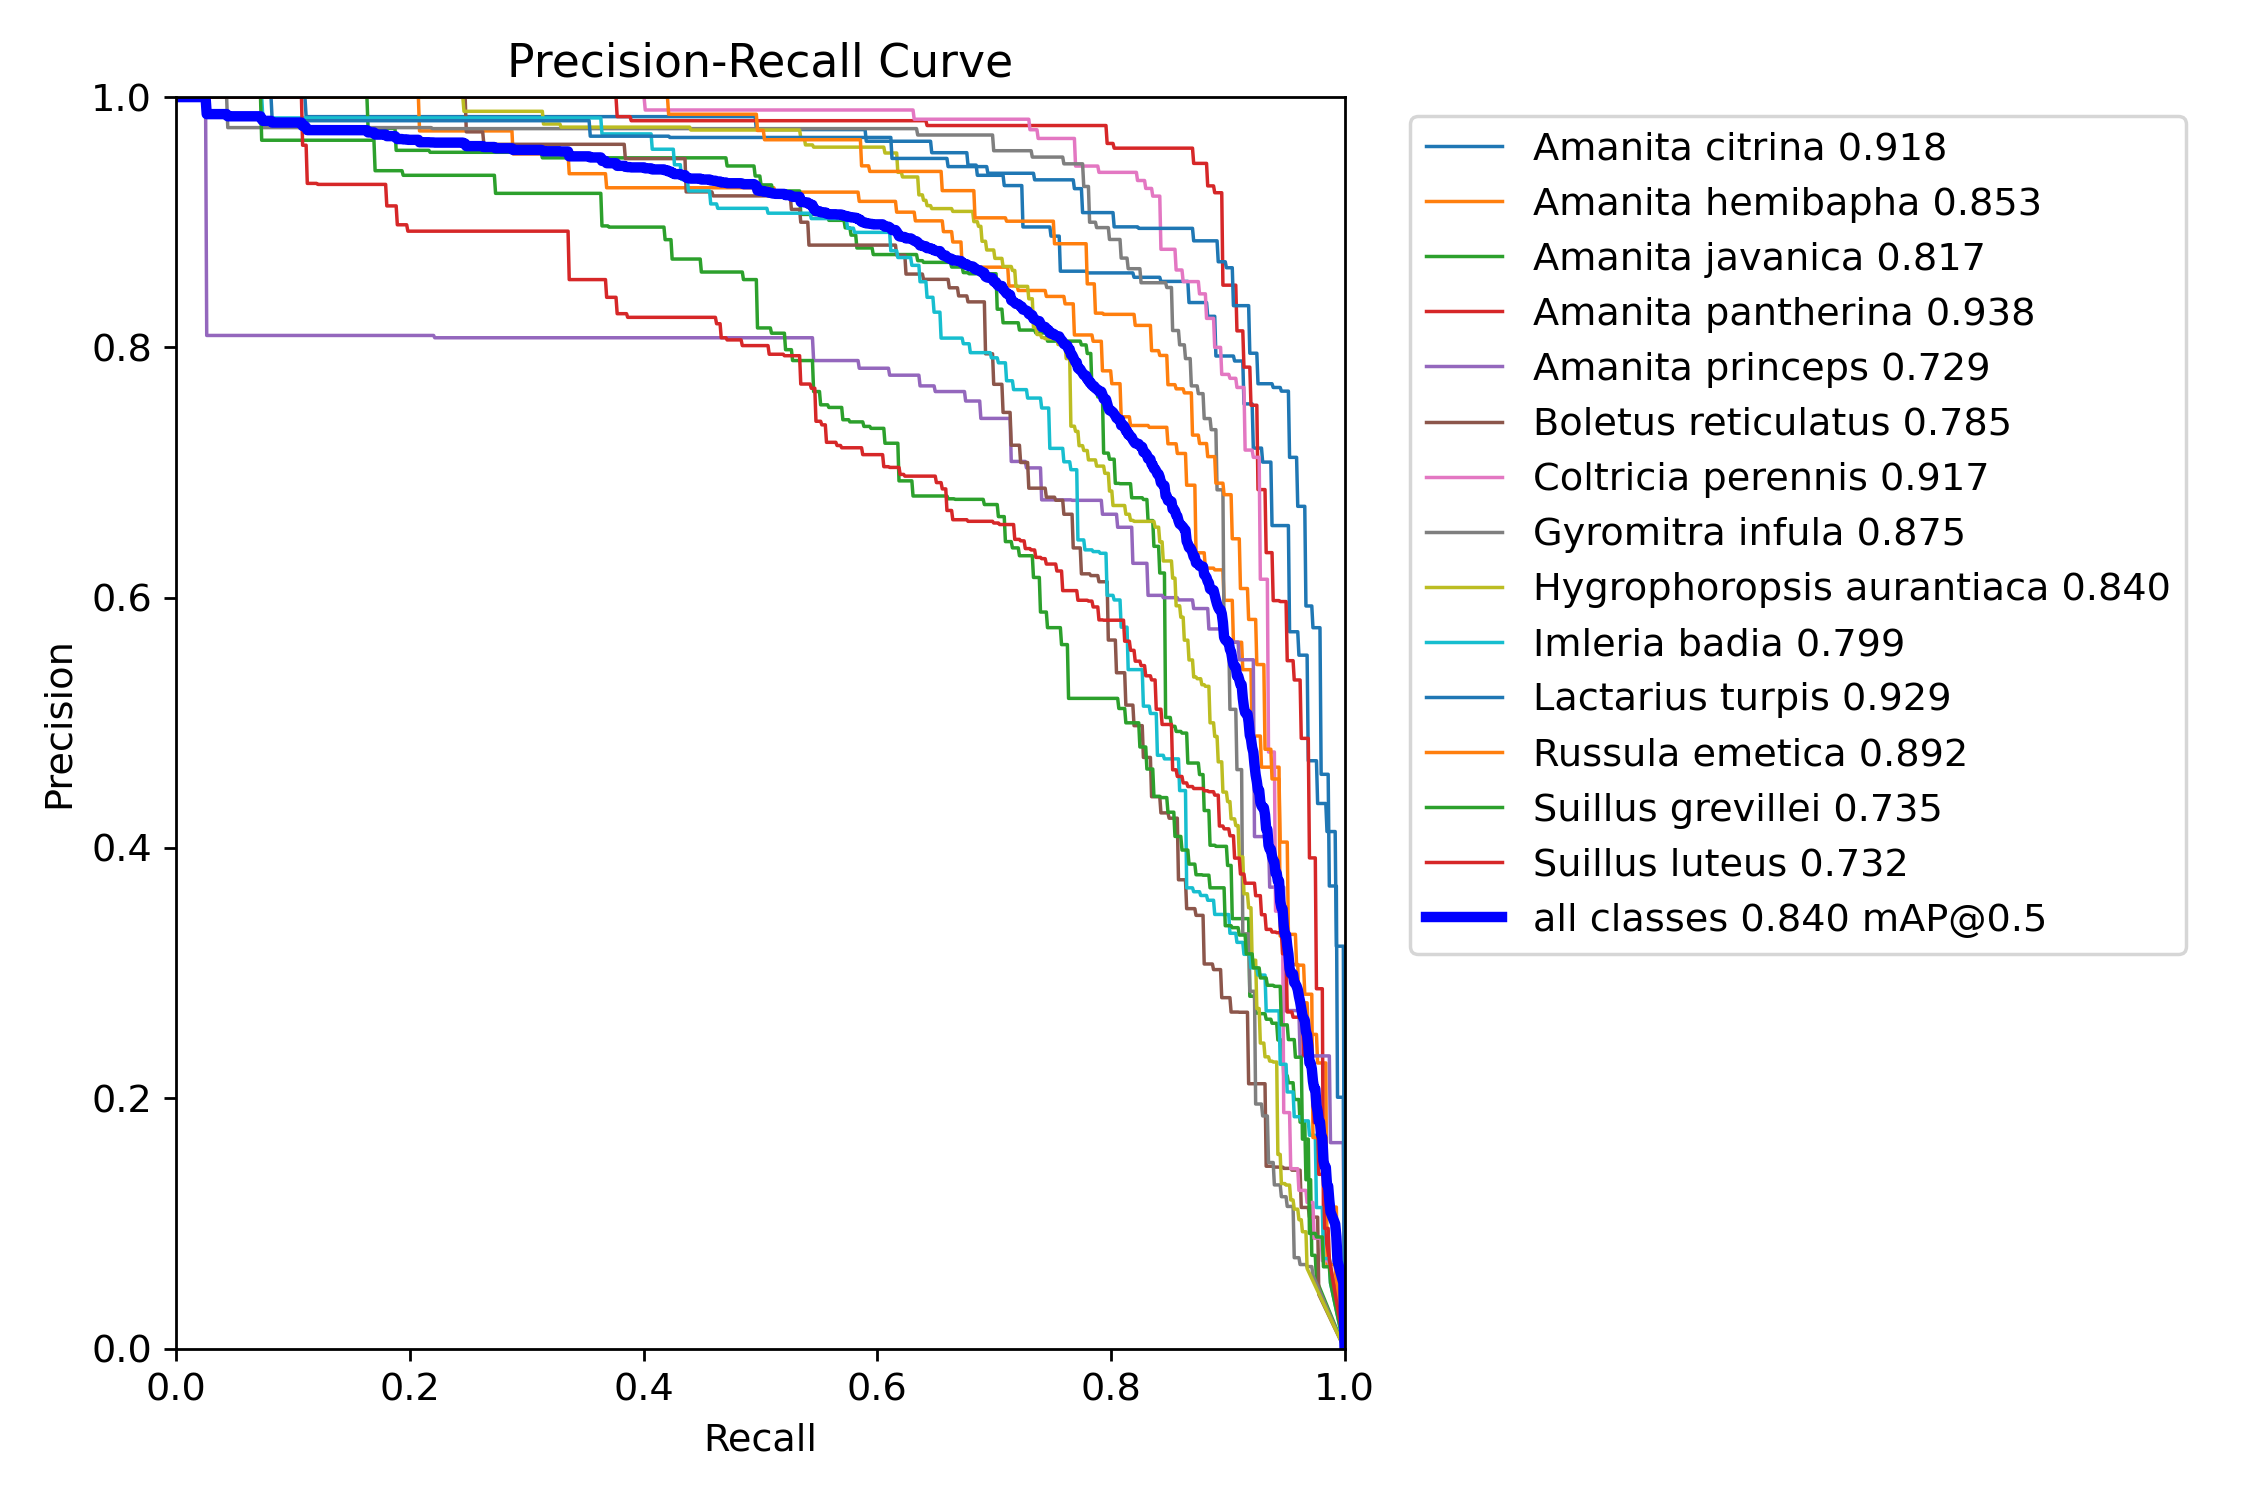 Precision-Recall Curve
1.0
0.8
0.6
0.4
0.2
0.0
Precision
0.0 0.2 0.4 0.6 0.8 1.0
Recall
Amanita citrina 0.918
Amanita hemibapha 0.853
Amanita javanica 0.817
Amanita pantherina 0.938
Amanita princeps 0.729
Boletus reticulatus 0.785
Coltricia perennis 0.917
Gyromitra infula 0.875
Hygrophoropsis aurantiaca 0.840
Imleria badia 0.799
Lactarius turpis 0.929
Russula emetica 0.892
Suillus grevillei 0.735
Suillus luteus 0.732
all classes 0.840 mAP@0.5